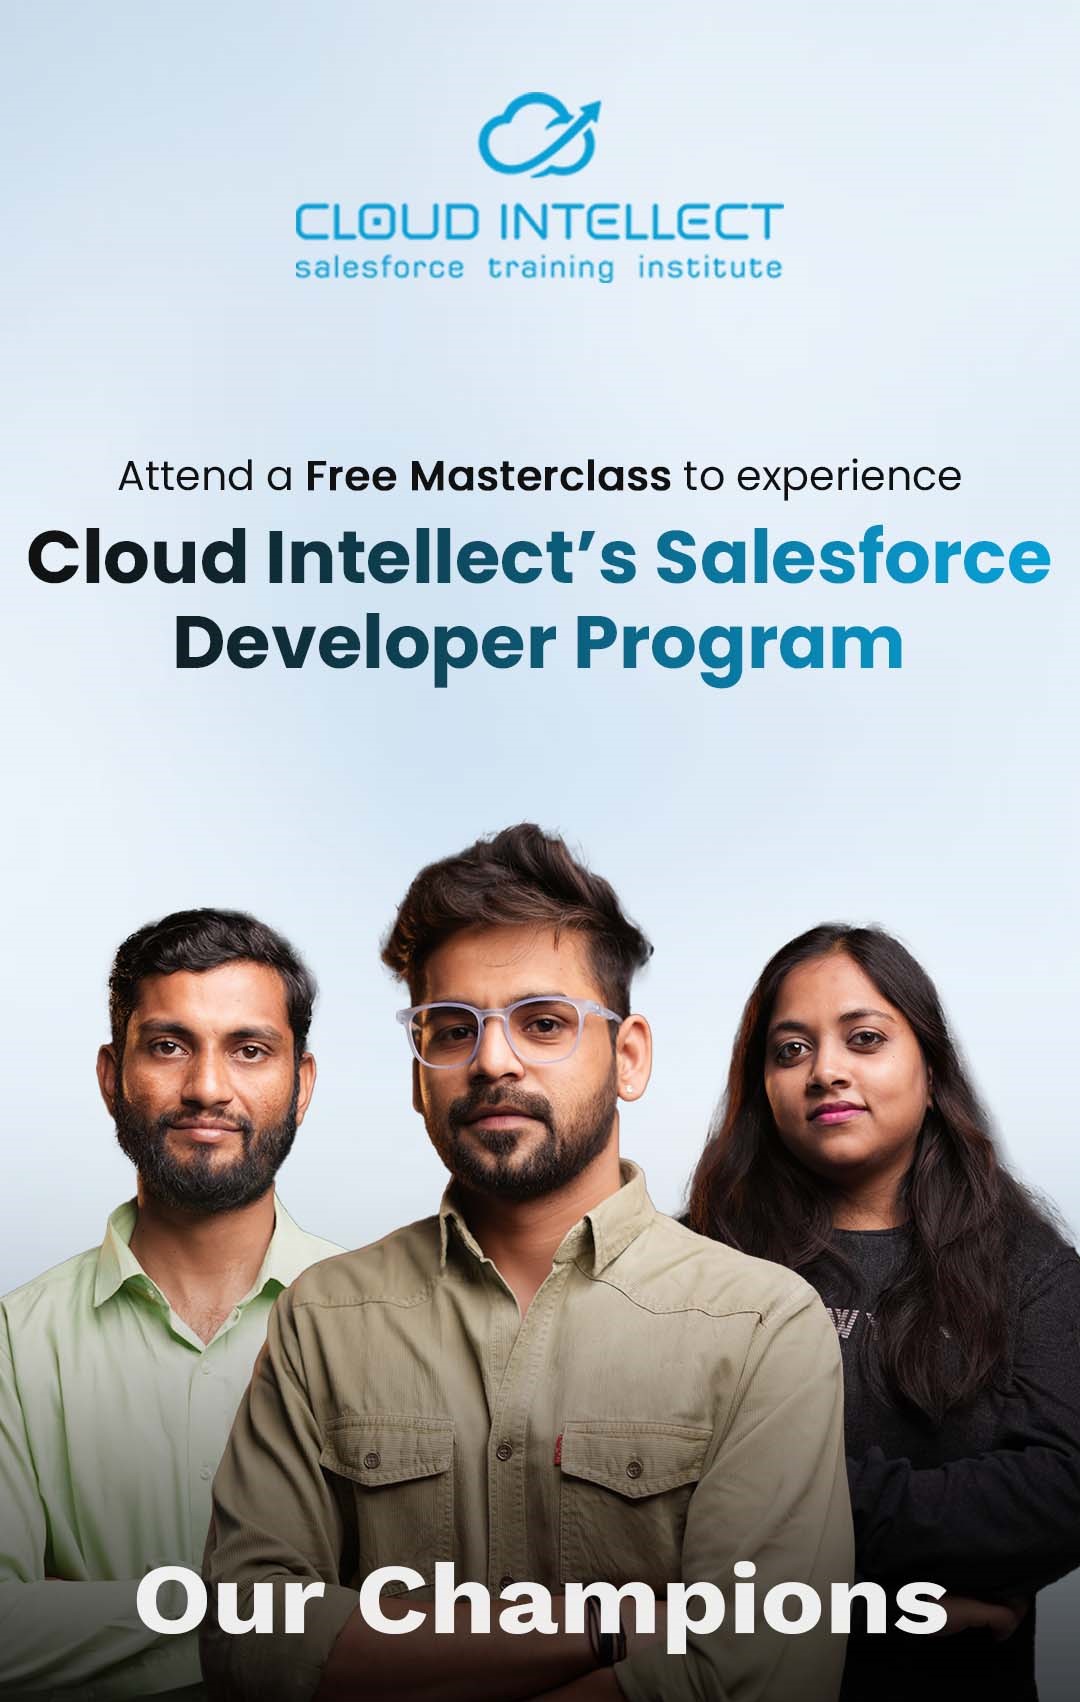 CLOUD INTELLECT
salesforce training institute
Attend a Free Masterclass to experience
Cloud Intellect’s Salesforce
Developer Program
Our Champions